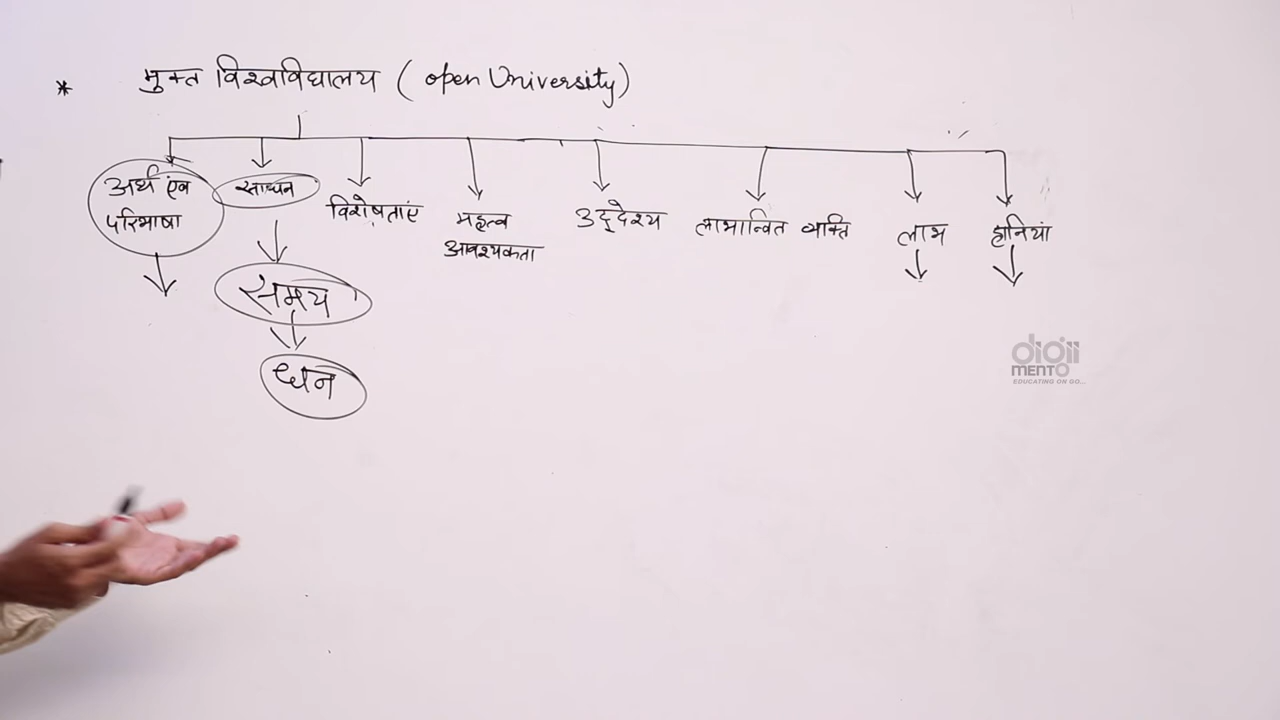 * मुक्त विश्वविद्यालय ( open University)
अर्थ एंव
परिभाषा
साधन
विशेषताएं
महत्व
आवश्यकता
उद्देश्य
लाभान्वित व्यक्ति
लाभ
हानियां
समय
धन
digii
MENTO
EDUCATING ON GO...